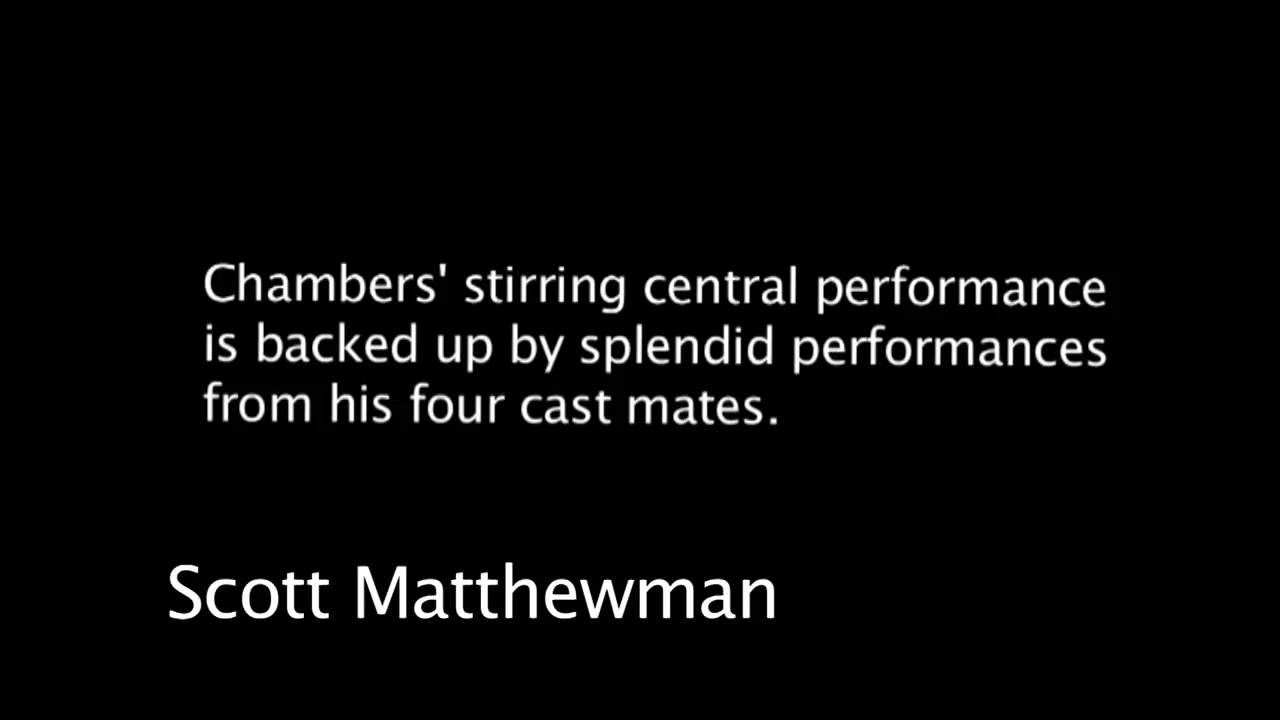 Chambers' stirring central performance
is backed up by splendid performances
from his four cast mates.
Scott Matthewman